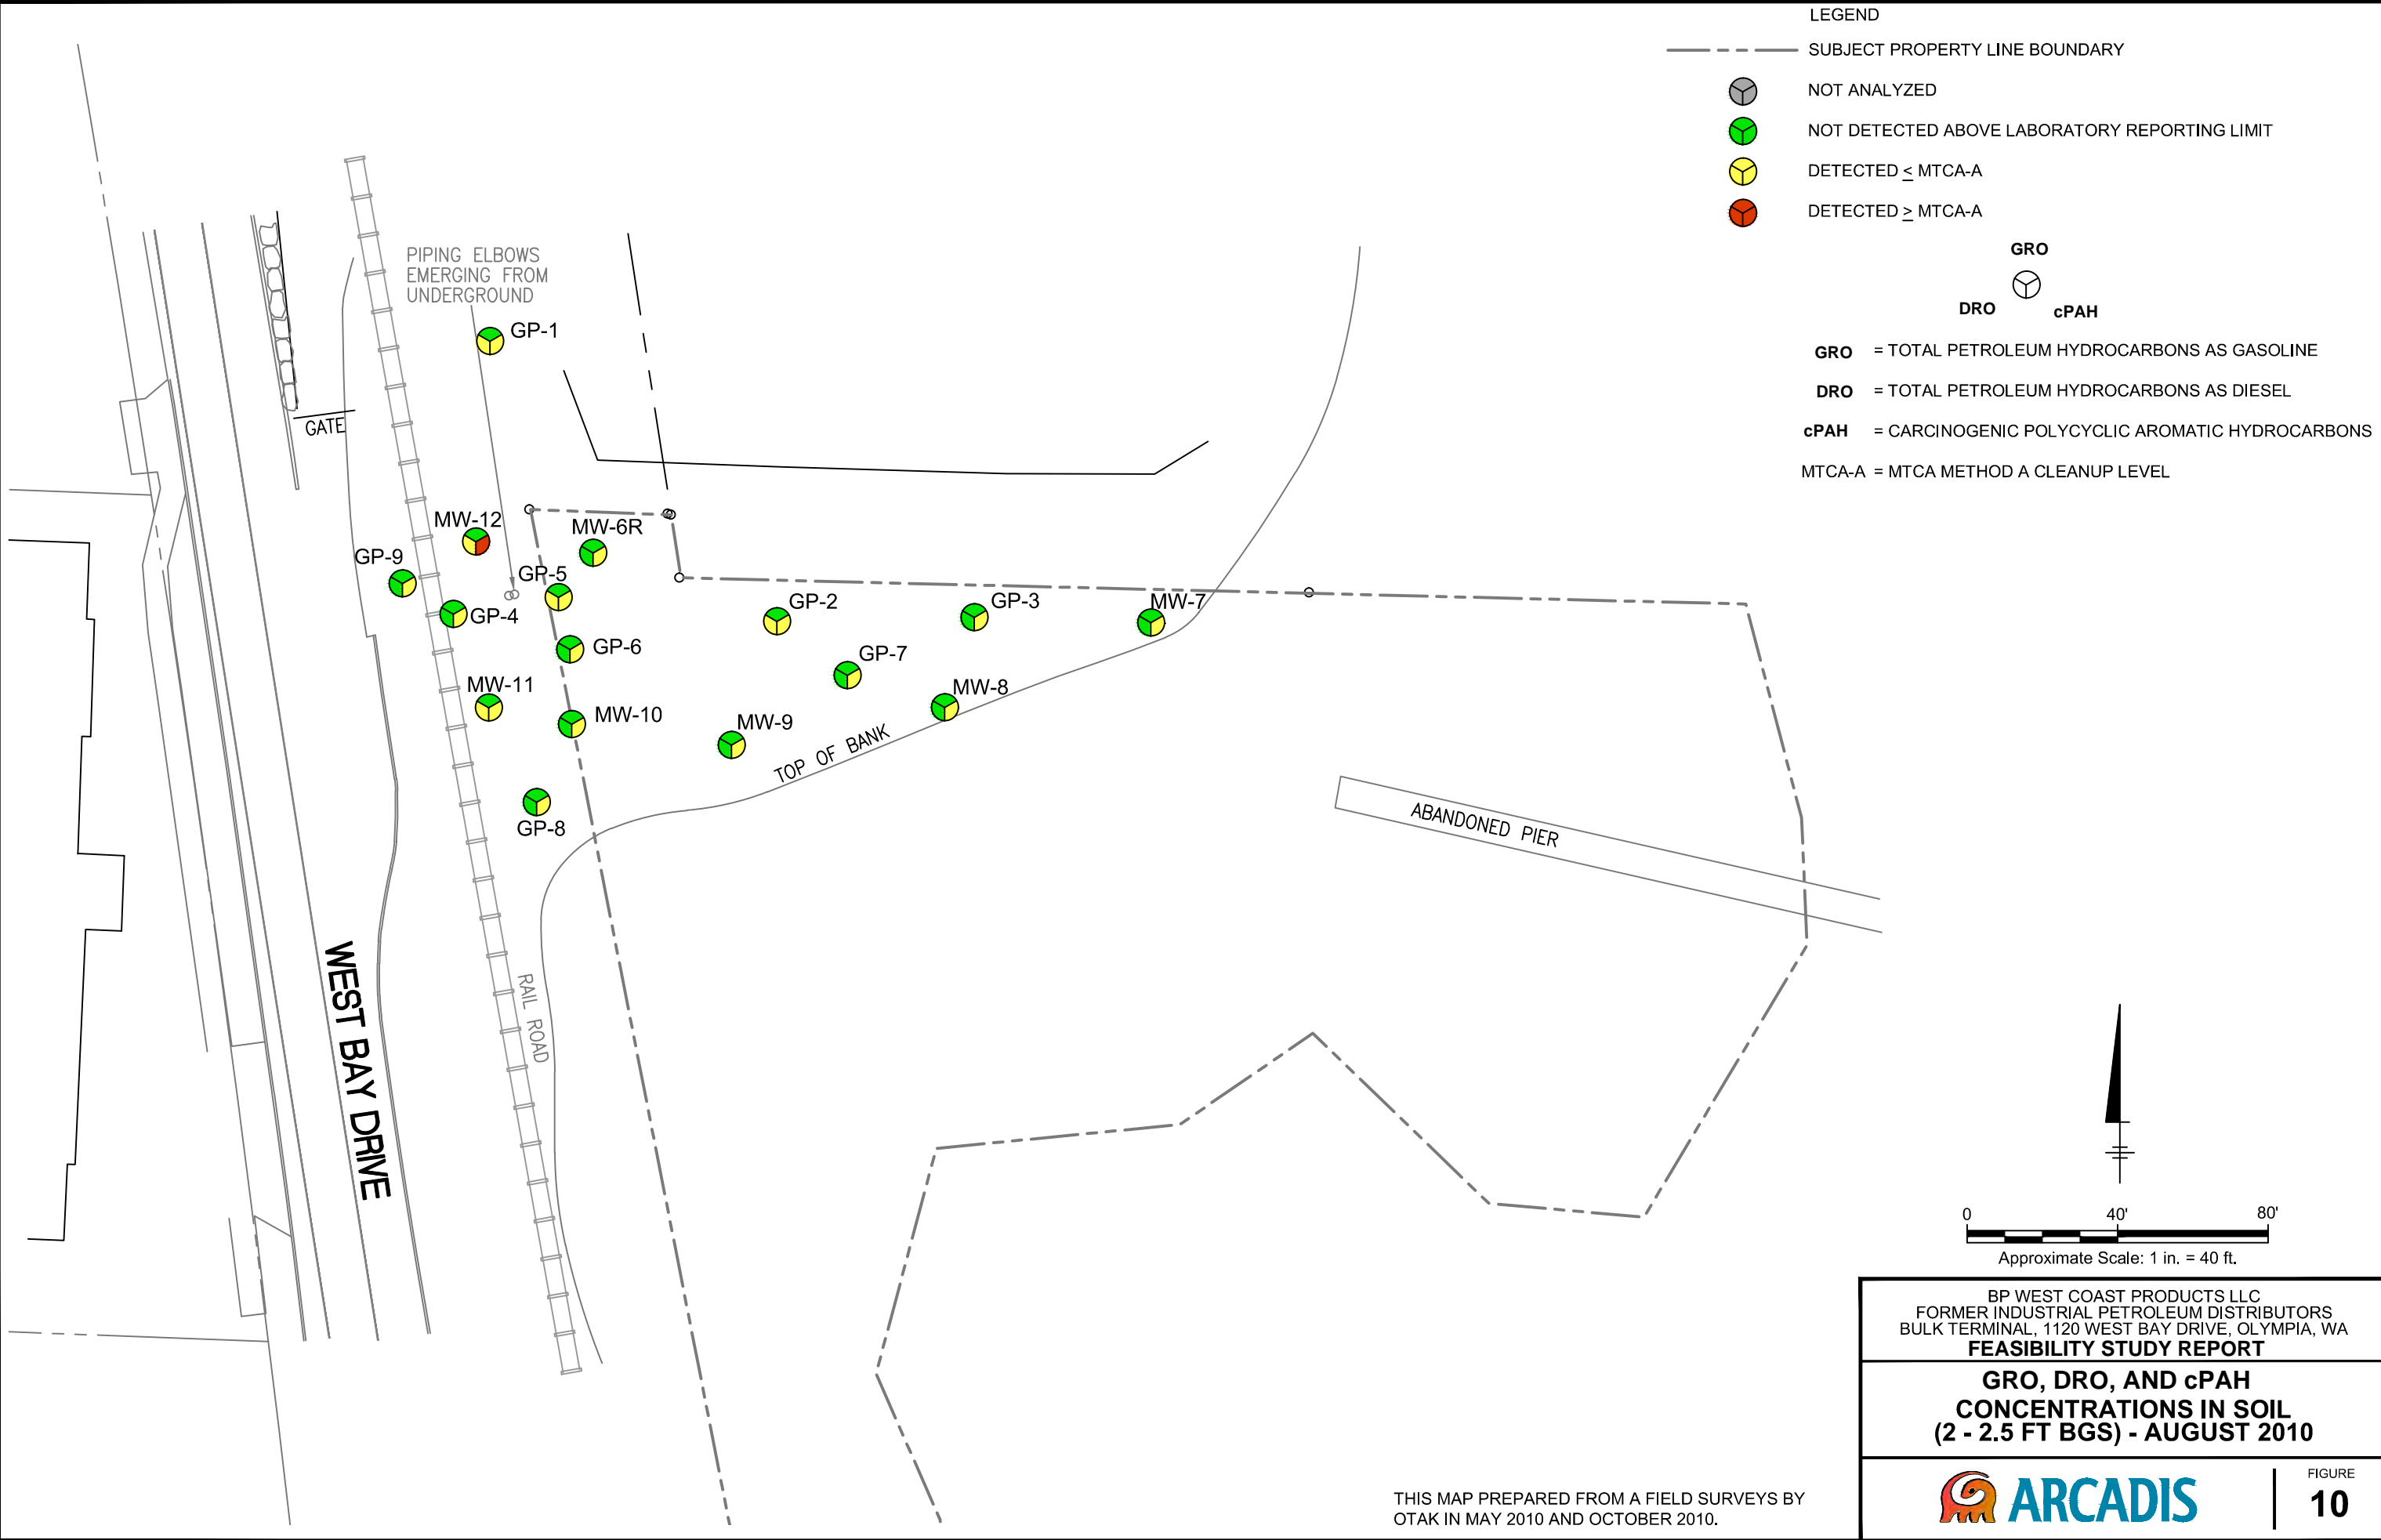 LEGEND
SUBJECT PROPERTY LINE BOUNDARY
NOT ANALYZED
NOT DETECTED ABOVE LABORATORY REPORTING LIMIT
DETECTED < MTCA-A
DETECTED > MTCA-A
GRO
DRO
cPAH
GRO = TOTAL PETROLEUM HYDROCARBONS AS GASOLINE
DRO = TOTAL PETROLEUM HYDROCARBONS AS DIESEL
cPAH = CARCINOGENIC POLYCYCLIC AROMATIC HYDROCARBONS
MTCA-A = MTCA METHOD A CLEANUP LEVEL
PIPING ELBOWS
EMERGING FROM
UNDERGROUND
GP-1
GATE
MW-12
MW-6R
GP-9
GP-5
GP-4
GP-2
GP-3
MW-7
GP-6
GP-7
MW-11
MW-8
MW-10
MW-9
TOP OF BANK
GP-8
ABANDONED PIER
WEST BAY DRIVE
RAIL ROAD
0 40' 80'
Approximate Scale: 1 in. = 40 ft.
BP WEST COAST PRODUCTS LLC
FORMER INDUSTRIAL PETROLEUM DISTRIBUTORS
BULK TERMINAL, 1120 WEST BAY DRIVE, OLYMPIA, WA
FEASIBILITY STUDY REPORT
GRO, DRO, AND cPAH
CONCENTRATIONS IN SOIL
(2 - 2.5 FT BGS) - AUGUST 2010
ARCADIS
FIGURE
10
THIS MAP PREPARED FROM A FIELD SURVEYS BY
OTAK IN MAY 2010 AND OCTOBER 2010.